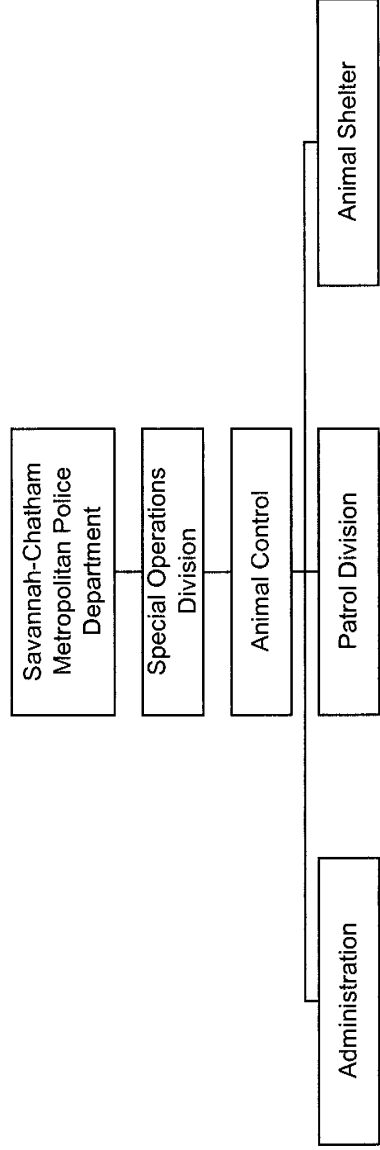 Savannah-Chatham
Metropolitan Police
Department
Special Operations
Division
Animal Control
Administration
Patrol Division
Animal Shelter